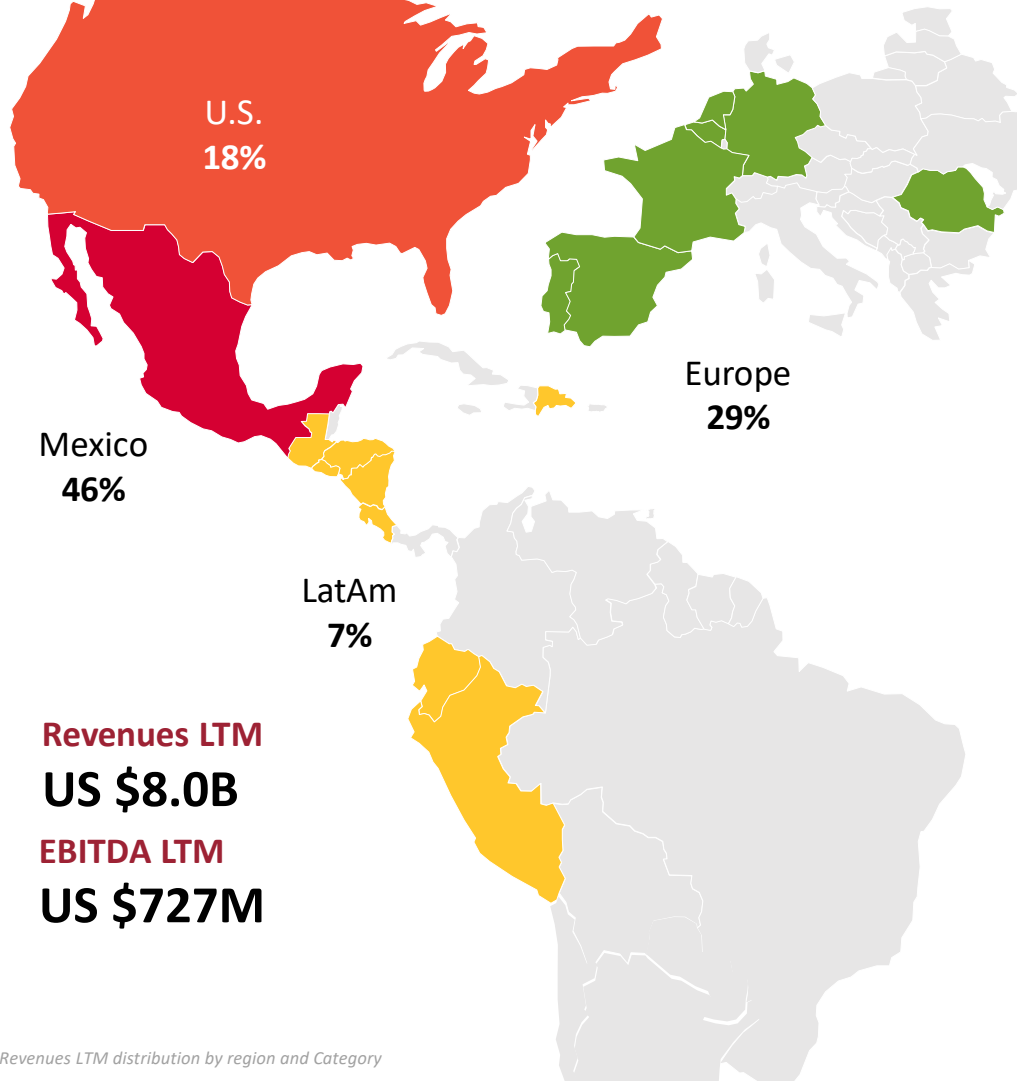 U.S.
18%
Europe
29%
Mexico
46%
LatAm
7%
Revenues LTM
US $8.0B
EBITDA LTM
US $727M
Revenues LTM distribution by region and Category